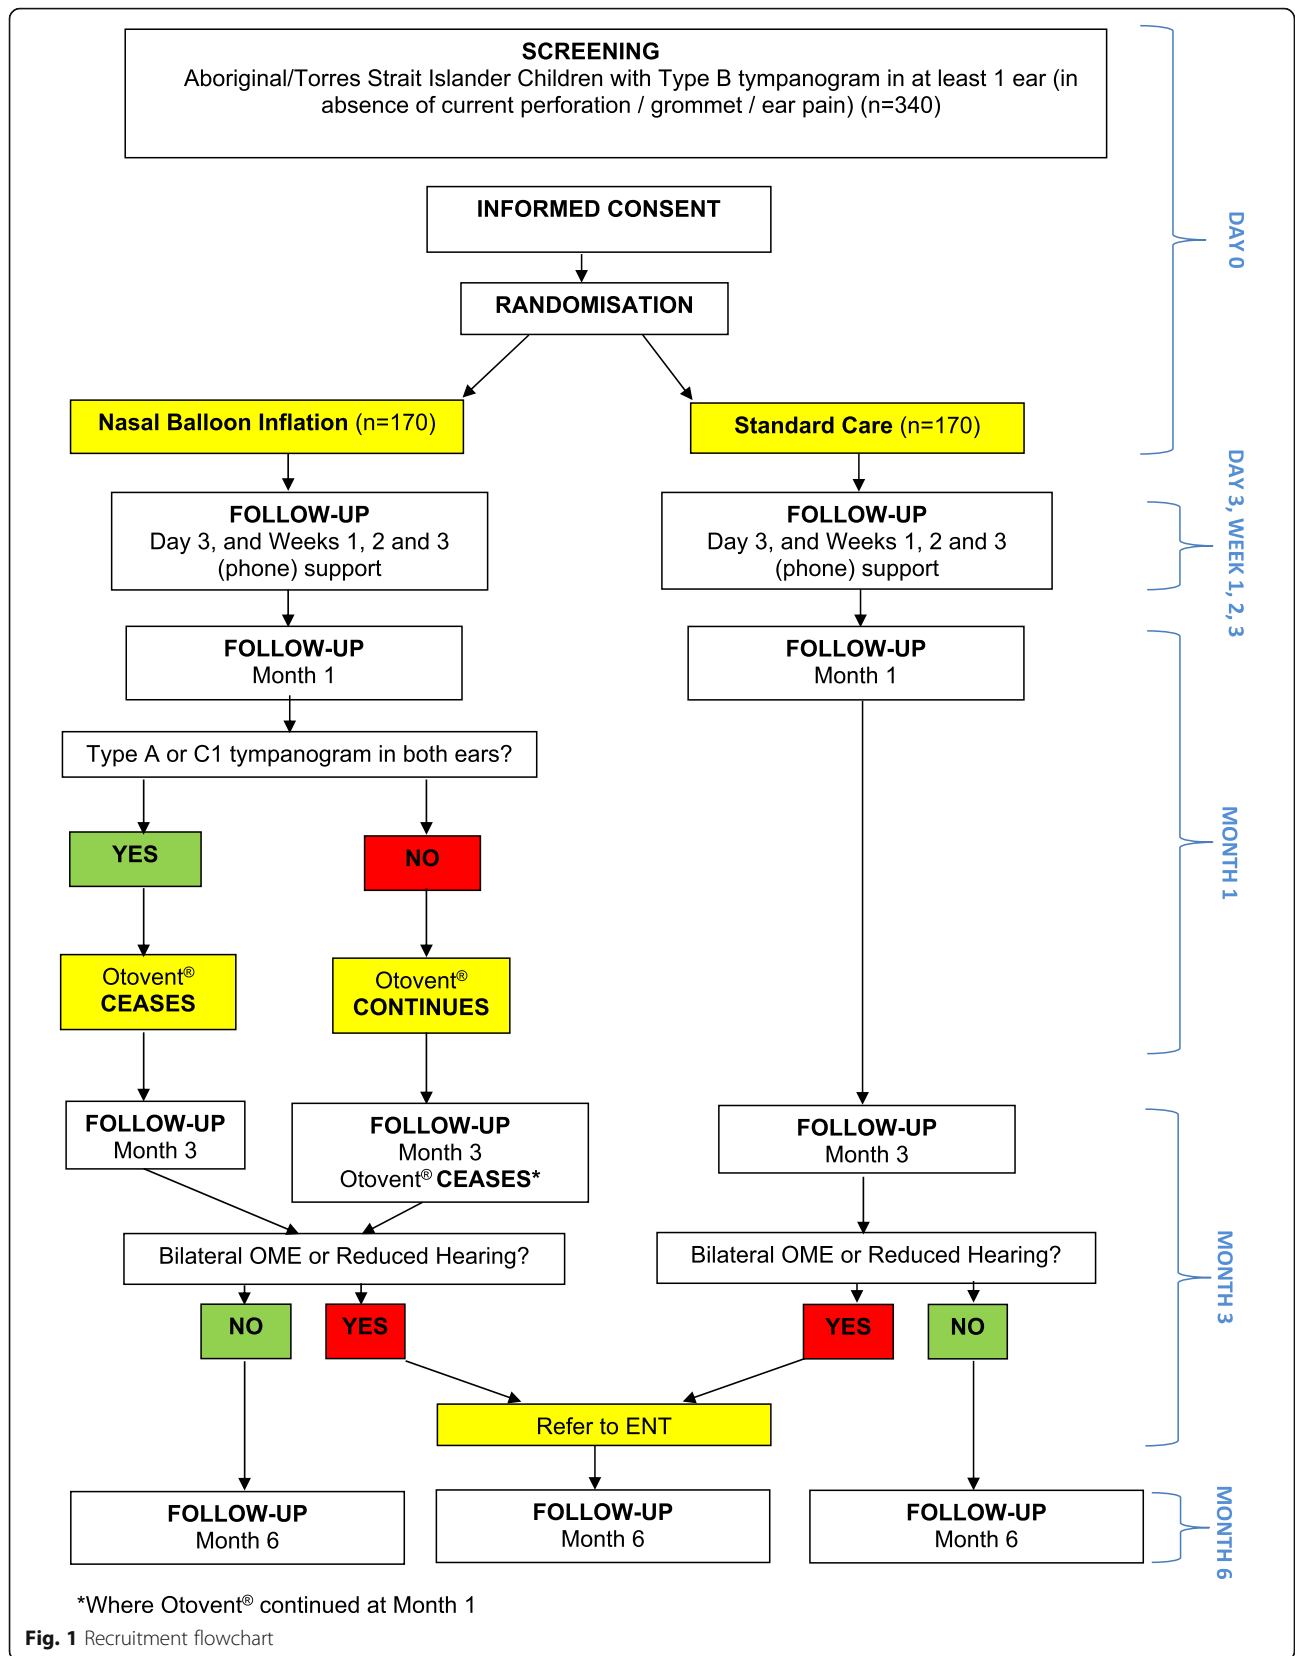 SCREENING
Aboriginal/Torres Strait Islander Children with Type B tympanogram in at least 1 ear (in
absence of current perforation / grommet / ear pain) (n=340)
INFORMED CONSENT
DAY 0
RANDOMISATION
Nasal Balloon Inflation (n=170)
Standard Care (n=170)
FOLLOW-UP
Day 3, and Weeks 1, 2 and 3
(phone) support
FOLLOW-UP
Day 3, and Weeks 1, 2 and 3
(phone) support
DAY 3, WEEK 1, 2, 3
FOLLOW-UP
Month 1
FOLLOW-UP
Month 1
Type A or C1 tympanogram in both ears?
YES
NO
MONTH 1
Otovent®
CEASES
Otovent®
CONTINUES
FOLLOW-UP
Month 3
FOLLOW-UP
Month 3
Otovent® CEASES*
FOLLOW-UP
Month 3
Bilateral OME or Reduced Hearing?
Bilateral OME or Reduced Hearing?
MONTH 3
NO
YES
YES
NO
Refer to ENT
FOLLOW-UP
Month 6
FOLLOW-UP
Month 6
FOLLOW-UP
Month 6
MONTH 6
*Where Otovent® continued at Month 1
Fig. 1 Recruitment flowchart